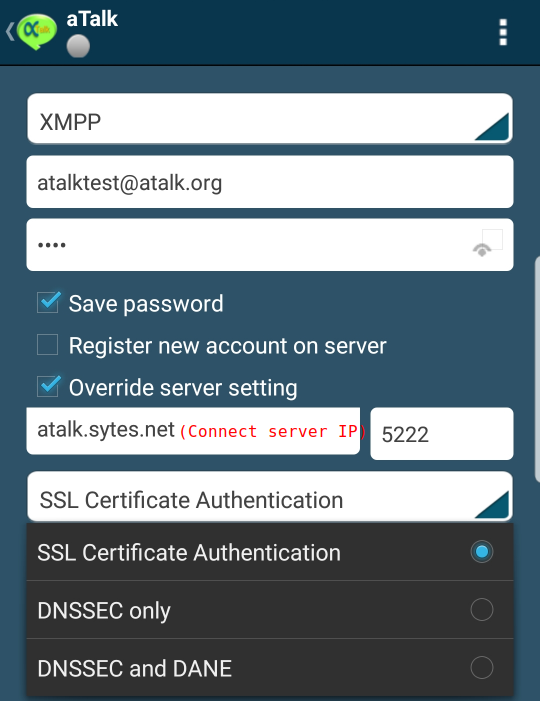 aTalk
XMPP
atalktest@atalk.org
••••
Save password
Register new account on server
Override server setting
atalk.sytes.net (Connect server IP) 5222
SSL Certificate Authentication
SSL Certificate Authentication
DNSSEC only
DNSSEC and DANE